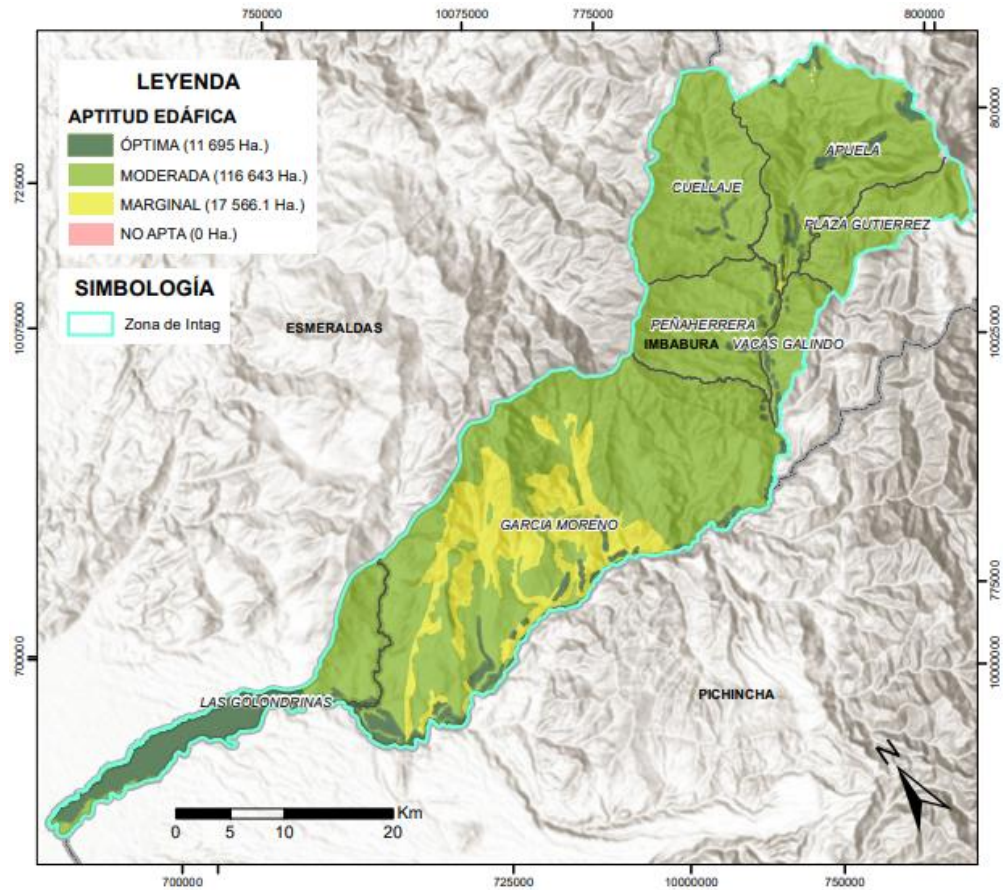 750000
10075000
775000
800000
LEYENDA
APTITUD EDÁFICA
ÓPTIMA (11 695 Ha.)
MODERADA (116 643 Ha.)
MARGINAL (17 566.1 Ha.)
NO APTA (0 Ha.)
SIMBOLOGÍA
Zona de Intag
800000
725000
APUELA
CUELLAJE
PLAZA GUTIERREZ
10075000
ESMERALDAS
10025000
PEÑAHERRERA
IMBABURA
VACAS GALINDO
GARCIA MORENO
775000
700000
10000000
PICHINCHA
LAS GOLONDRINAS
N
Km
0 5 10 20
700000
725000
10000000
750000